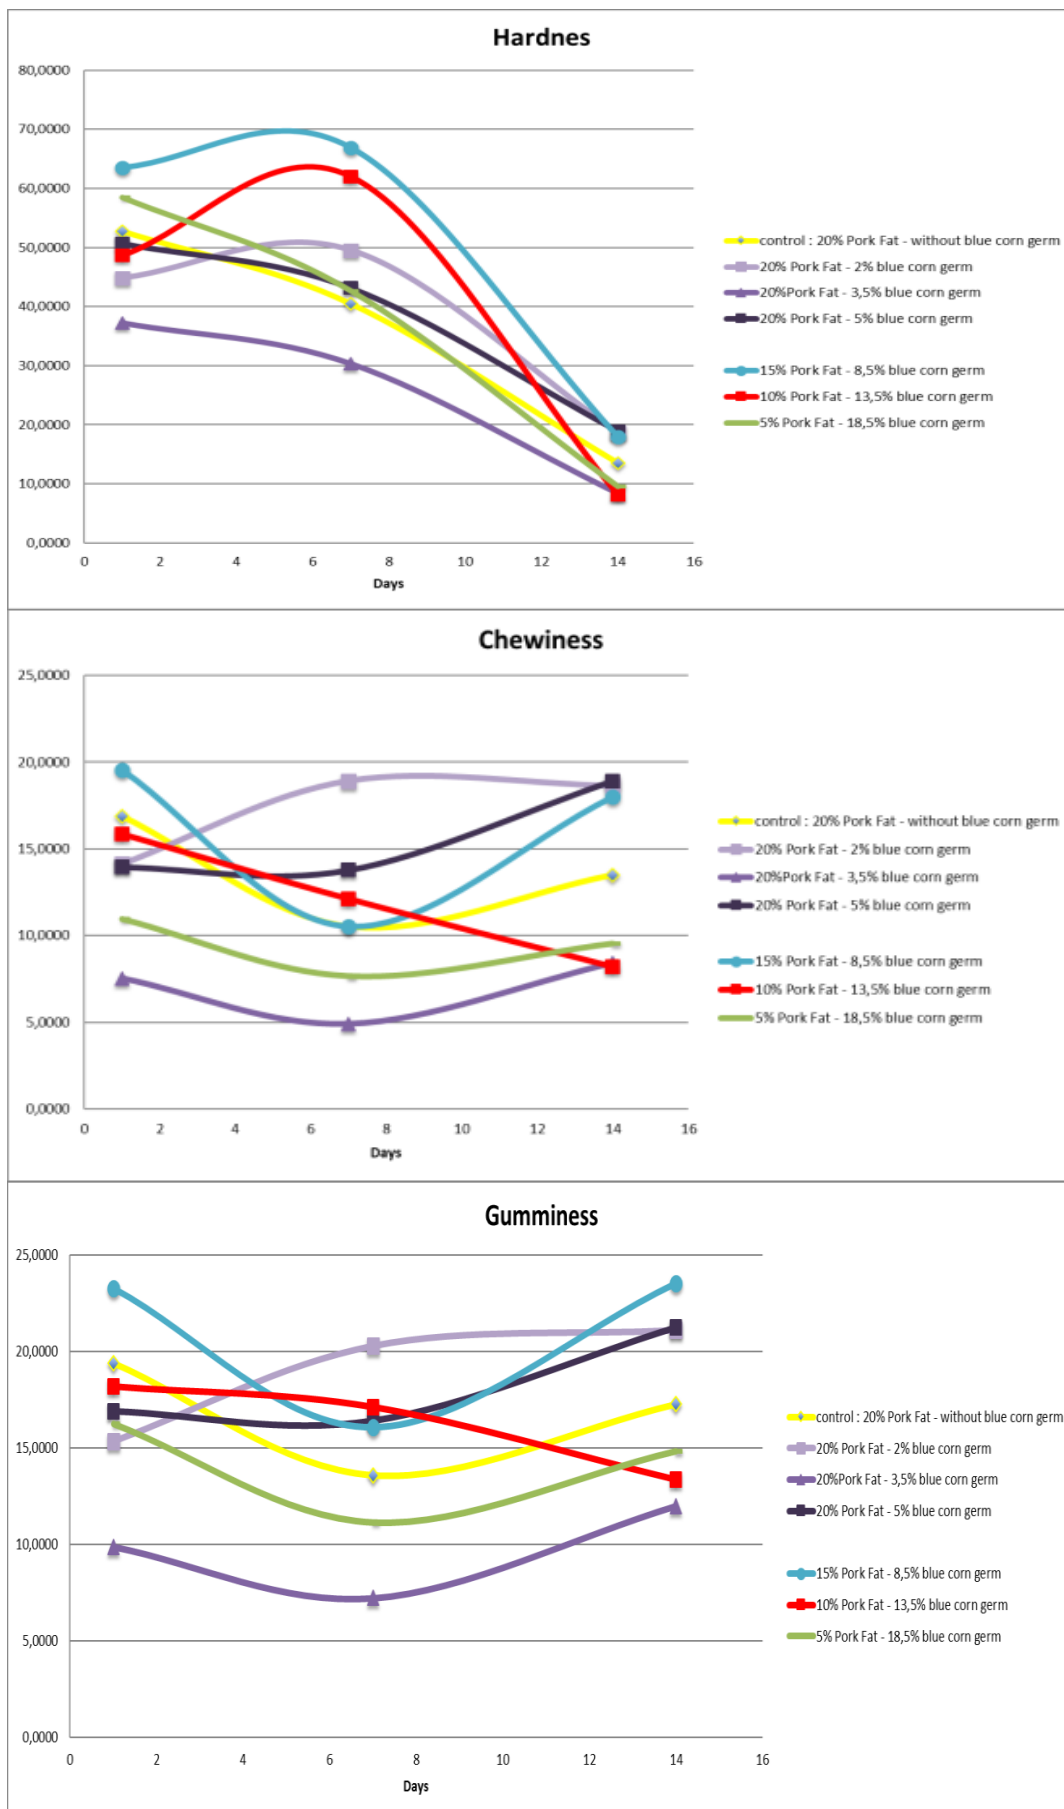 Hardnes
80,0000
70,0000
60,0000
50,0000
40,0000
30,0000
20,0000
10,0000
0,0000
0 2 4 6 8 10 12 14 16
Days
control : 20% Pork Fat - without blue corn germ
20% Pork Fat - 2% blue corn germ
20%Pork Fat - 3,5% blue corn germ
20% Pork Fat - 5% blue corn germ
15% Pork Fat - 8,5% blue corn germ
10% Pork Fat - 13,5% blue corn germ
5% Pork Fat - 18,5% blue corn germ
Chewiness
25,0000
20,0000
15,0000
10,0000
5,0000
0,0000
0 2 4 6 8 10 12 14 16
Days
control : 20% Pork Fat - without blue corn germ
20% Pork Fat - 2% blue corn germ
20%Pork Fat - 3,5% blue corn germ
20% Pork Fat - 5% blue corn germ
15% Pork Fat - 8,5% blue corn germ
10% Pork Fat - 13,5% blue corn germ
5% Pork Fat - 18,5% blue corn germ
Gumminess
25,0000
20,0000
15,0000
10,0000
5,0000
0,0000
0 2 4 6 8 10 12 14 16
Days
control : 20% Pork Fat - without blue corn germ
20% Pork Fat - 2% blue corn germ
20%Pork Fat - 3,5% blue corn germ
20% Pork Fat - 5% blue corn germ
15% Pork Fat - 8,5% blue corn germ
10% Pork Fat - 13,5% blue corn germ
5% Pork Fat - 18,5% blue corn germ